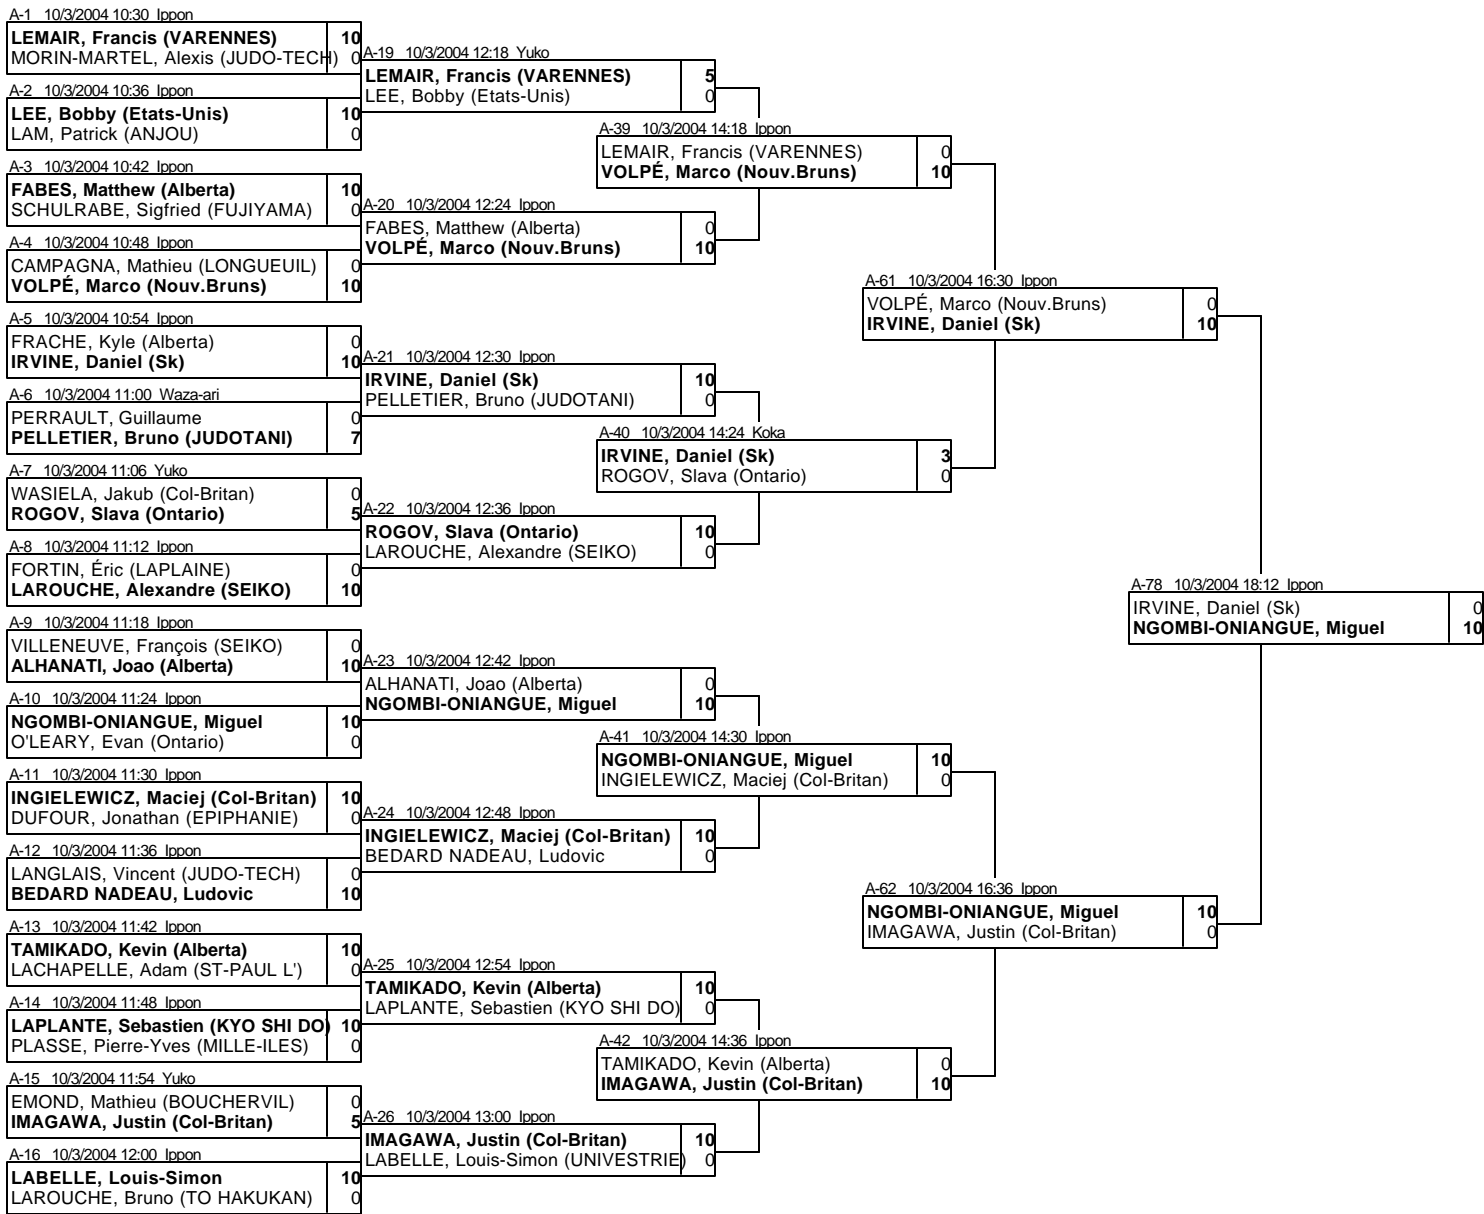 A-1 10/3/2004 10:30 Ippon
LEMAIR, Francis (VARENNES) 10
MORIN-MARTEL, Alexis (JUDO-TECH) 0
A-2 10/3/2004 10:36 Ippon
LEE, Bobby (Etats-Unis) 10
LAM, Patrick (ANJOU) 0
A-3 10/3/2004 10:42 Ippon
FABES, Matthew (Alberta) 10
SCHULRABE, Sigfried (FUJIYAMA) 0
A-4 10/3/2004 10:48 Ippon
CAMPAGNA, Mathieu (LONGUEUIL) 0
VOLPÉ, Marco (Nouv.Bruns) 10
A-5 10/3/2004 10:54 Ippon
FRACHE, Kyle (Alberta) 0
IRVINE, Daniel (Sk) 10
A-6 10/3/2004 11:00 Waza-ari
PERRAULT, Guillaume 0
PELLETIER, Bruno (JUDOTANI) 7
A-7 10/3/2004 11:06 Yuko
WASIELA, Jakub (Col-Britan) 0
ROGOV, Slava (Ontario) 5
A-8 10/3/2004 11:12 Ippon
FORTIN, Éric (LAPLAINE) 0
LAROUCHE, Alexandre (SEIKO) 10
A-9 10/3/2004 11:18 Ippon
VILLENEUVE, François (SEIKO) 0
ALHANATI, Joao (Alberta) 10
A-10 10/3/2004 11:24 Ippon
NGOMBI-ONIANGUE, Miguel 10
O'LEARY, Evan (Ontario) 0
A-11 10/3/2004 11:30 Ippon
INGIELEWICZ, Maciej (Col-Britan) 10
DUFOUR, Jonathan (EPIPHANIE) 0
A-12 10/3/2004 11:36 Ippon
LANGLAIS, Vincent (JUDO-TECH) 0
BEDARD NADEAU, Ludovic 10
A-13 10/3/2004 11:42 Ippon
TAMIKADO, Kevin (Alberta) 10
LACHAPELLE, Adam (ST-PAUL L') 0
A-14 10/3/2004 11:48 Ippon
LAPLANTE, Sebastien (KYO SHI DO) 10
PLASSE, Pierre-Yves (MILLE-ILES) 0
A-15 10/3/2004 11:54 Yuko
EMOND, Mathieu (BOUCHERVIL) 0
IMAGAWA, Justin (Col-Britan) 5
A-16 10/3/2004 12:00 Ippon
LABELLE, Louis-Simon 10
LAROUCHE, Bruno (TO HAKUKAN) 0
A-19 10/3/2004 12:18 Yuko
LEMAIR, Francis (VARENNES) 5
LEE, Bobby (Etats-Unis) 0
A-20 10/3/2004 12:24 Ippon
FABES, Matthew (Alberta) 0
VOLPÉ, Marco (Nouv.Bruns) 10
A-21 10/3/2004 12:30 Ippon
IRVINE, Daniel (Sk) 10
PELLETIER, Bruno (JUDOTANI) 0
A-22 10/3/2004 12:36 Ippon
ROGOV, Slava (Ontario) 10
LAROUCHE, Alexandre (SEIKO) 0
A-23 10/3/2004 12:42 Ippon
ALHANATI, Joao (Alberta) 0
NGOMBI-ONIANGUE, Miguel 10
A-24 10/3/2004 12:48 Ippon
INGIELEWICZ, Maciej (Col-Britan) 10
BEDARD NADEAU, Ludovic 0
A-25 10/3/2004 12:54 Ippon
TAMIKADO, Kevin (Alberta) 10
LAPLANTE, Sebastien (KYO SHI DO) 0
A-26 10/3/2004 13:00 Ippon
IMAGAWA, Justin (Col-Britan) 10
LABELLE, Louis-Simon (UNIVESTRIE) 0
A-39 10/3/2004 14:18 Ippon
LEMAIR, Francis (VARENNES) 0
VOLPÉ, Marco (Nouv.Bruns) 10
A-40 10/3/2004 14:24 Koka
IRVINE, Daniel (Sk) 3
ROGOV, Slava (Ontario) 0
A-41 10/3/2004 14:30 Ippon
NGOMBI-ONIANGUE, Miguel 10
INGIELEWICZ, Maciej (Col-Britan) 0
A-42 10/3/2004 14:36 Ippon
TAMIKADO, Kevin (Alberta) 0
IMAGAWA, Justin (Col-Britan) 10
A-61 10/3/2004 16:30 Ippon
VOLPÉ, Marco (Nouv.Bruns) 0
IRVINE, Daniel (Sk) 10
A-62 10/3/2004 16:36 Ippon
NGOMBI-ONIANGUE, Miguel 10
IMAGAWA, Justin (Col-Britan) 0
A-78 10/3/2004 18:12 Ippon
IRVINE, Daniel (Sk) 0
NGOMBI-ONIANGUE, Miguel 10